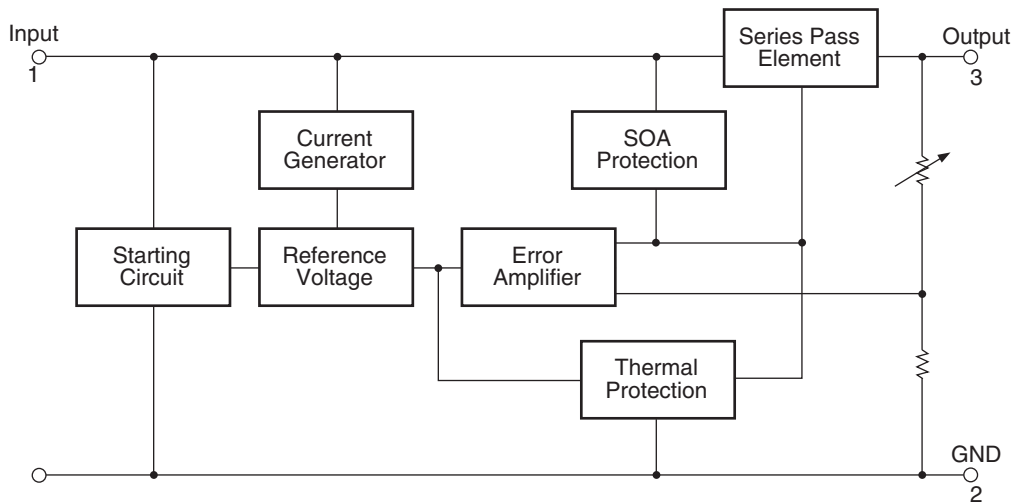 Series Pass
Element
Input
1
Output
3
Current
Generator
SOA
Protection
Starting
Circuit
Reference
Voltage
Error
Amplifier
Thermal
Protection
GND
2